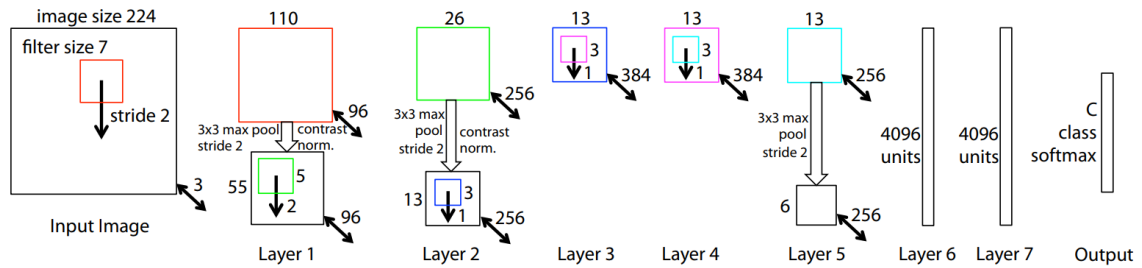 image size 224
filter size 7
stride 2
3
Input Image
110
96
3x3 max pool
stride 2
contrast
norm.
55
5
2
96
Layer 1
26
256
3x3 max
pool
stride 2
contrast
norm.
13
3
1
256
Layer 2
13
3
1
384
Layer 3
13
3
1
384
Layer 4
13
256
3x3 max
pool
stride 2
6
256
Layer 5
4096
units
Layer 6
4096
units
Layer 7
C
class
softmax
Output